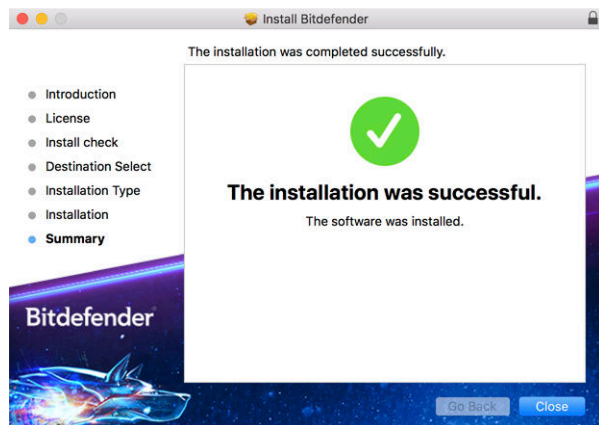 Install Bitdefender
The installation was completed successfully.
Introduction
License
Install check
Destination Select
Installation Type
Installation
Summary
The installation was successful.
The software was installed.
Bitdefender
Go Back
Close